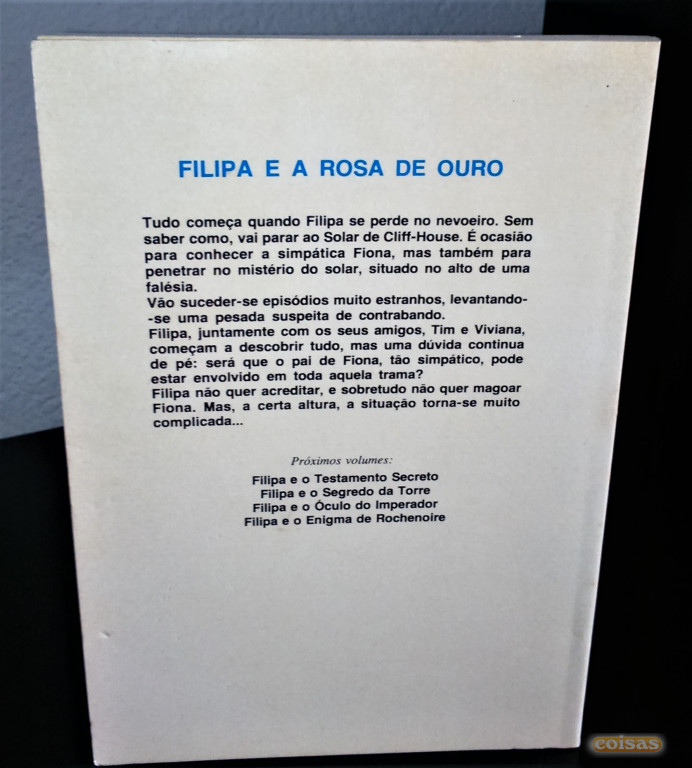 FILIPA E A ROSA DE OURO
Tudo começa quando Filipa se perde no nevoeiro. Sem
saber como, vai parar ao Solar de Cliff-House. É ocasião
para conhecer a simpática Fiona, mas também para
penetrar no mistério do solar, situado no alto de uma
falésia.
Vão suceder-se episódios muito estranhos, levantando-
-se uma pesada suspeita de contrabando.
Filipa, juntamente com os seus amigos, Tim e Viviana,
começam a descobrir tudo, mas uma dúvida continua
de pé: será que o pai de Fiona, tão simpático, pode
estar envolvido em toda aquela trama?
Filipa não quer acreditar, e sobretudo não quer magoar
Fiona. Mas, a certa altura, a situação torna-se muito
complicada...
Próximos volumes:
Filipa e o Testamento Secreto
Filipa e o Segredo da Torre
Filipa e o Óculo do Imperador
Filipa e o Enigma de Rochenoire
coisas